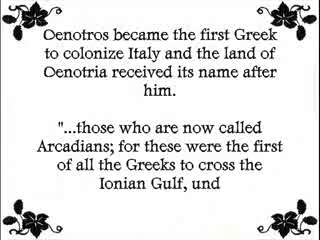 Oenotros became the first Greek
to colonize Italy and the land of
Oenotria received its name after
him.
"...those who are now called
Arcadians; for these were the first
of all the Greeks to cross the
Ionian Gulf, und